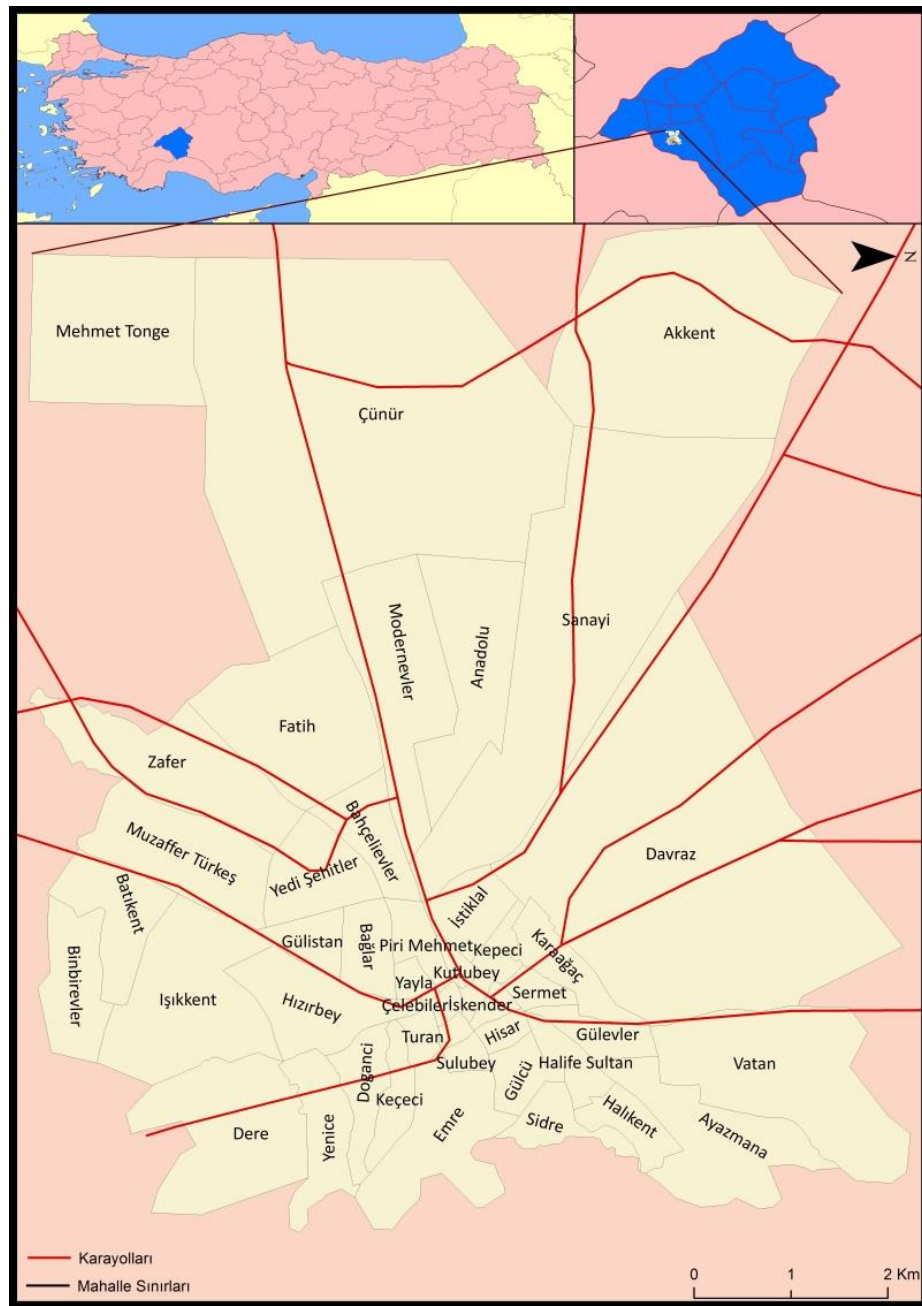 N
Mehmet Tonge
Akkent
Çünür
Modernevler
Anadolu
Sanayi
Fatih
Zafer
Bahçelievler
Muzaffer Türkeş
Yedi Şehitler
Davraz
Batıkent
İstiklal
Gülistan
Bağlar
Piri Mehmet
Kepeci
Karaağaç
Binbirevler
Kutlubey
Işıkkent
Hızırbey
Yayla
Sermet
Çelebiler
İskender
Turan
Hisar
Gülevler
Doğancı
Sulubey
Halife Sultan
Vatan
Keçeci
Gülcü
Dere
Yenice
Emre
Sidre
Halıkent
Ayazmana
Karayolları
Mahalle Sınırları
0 1 2 Km